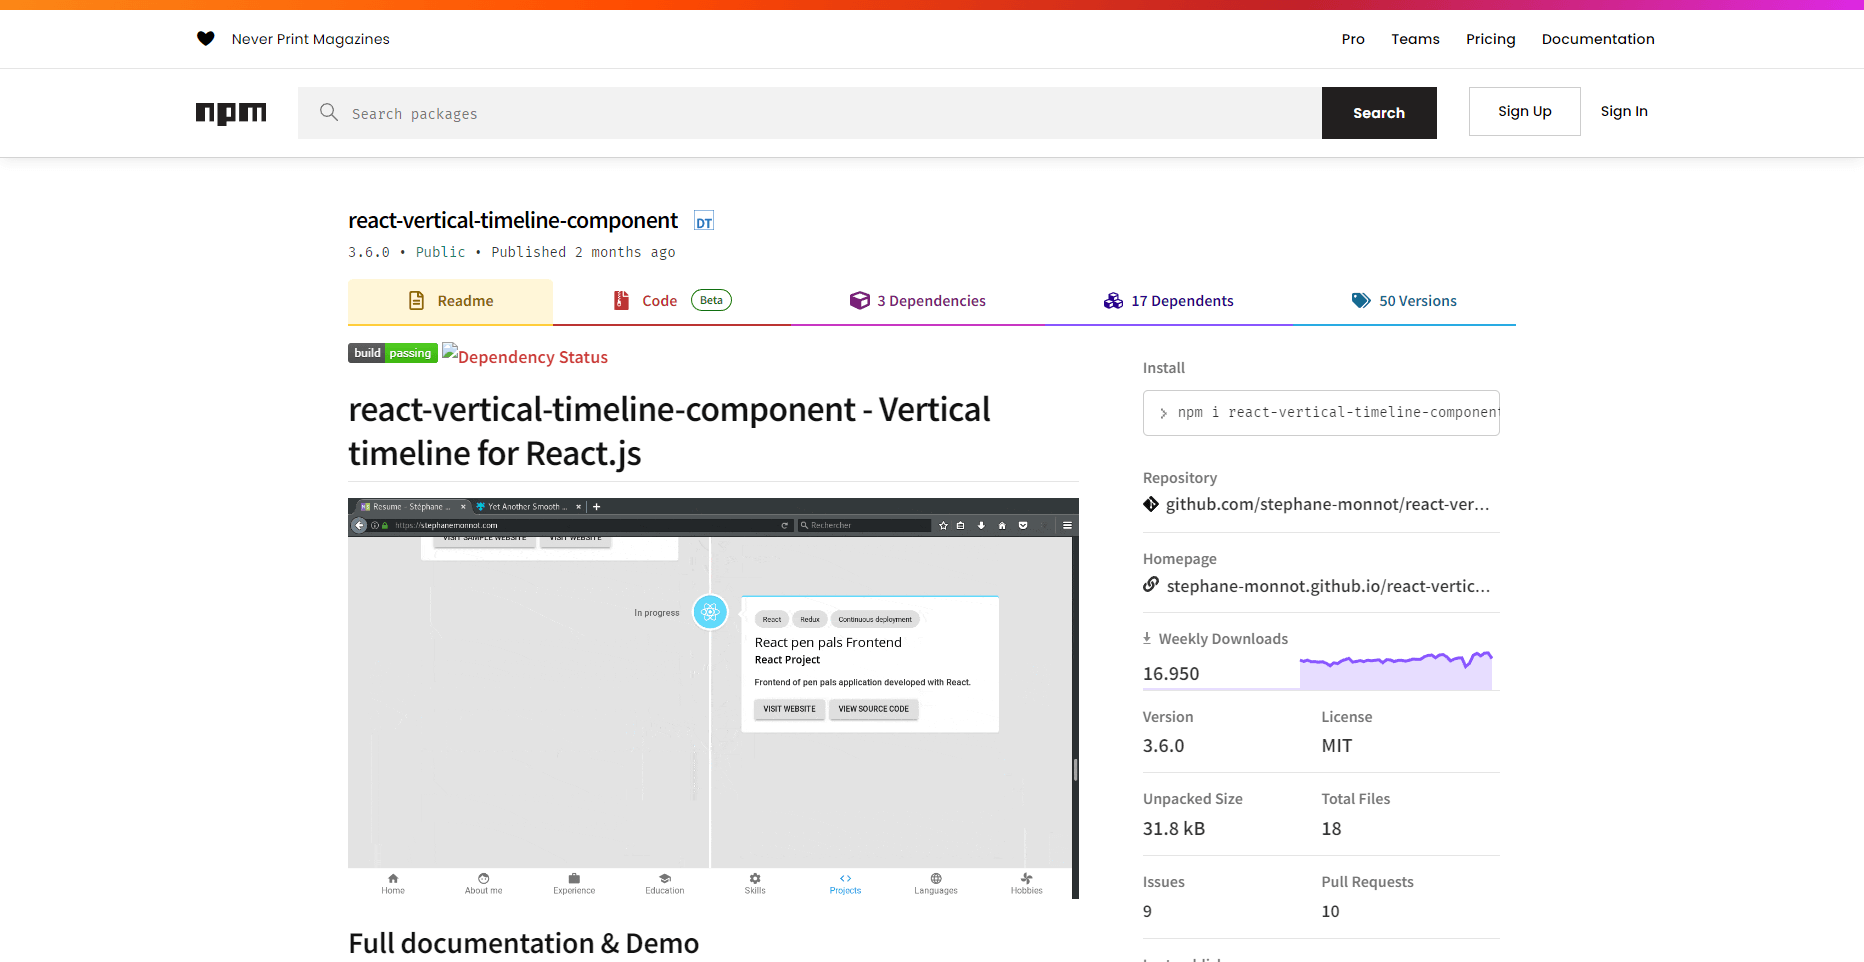 Never Print Magazines
Pro Teams Pricing Documentation
npm
Search packages
Search
Sign Up
Sign In
react-vertical-timeline-component DT
3.6.0 • Public • Published 2 months ago
Readme
Code Beta
3 Dependencies
17 Dependents
50 Versions
build passing Dependency Status
react-vertical-timeline-component - Vertical
timeline for React.js
Resume - Stéphane ... × Yet Another Smooth ... × +
https://stephanemonnot.com
Rechercher
VISIT SAMPLE WEBSITE VISIT WEBSITE
In progress
React Redux Continuous deployment
React pen pals Frontend
React Project
Frontend of pen pals application developed with React.
VISIT WEBSITE VIEW SOURCE CODE
Home About me Experience Education Skills Projects Languages Hobbies
Full documentation & Demo
Install
npm i react-vertical-timeline-component
Repository
github.com/stephane-monnot/react-ver...
Homepage
stephane-monnot.github.io/react-vertic...
Weekly Downloads
16.950
Version License
3.6.0 MIT
Unpacked Size Total Files
31.8 kB 18
Issues Pull Requests
9 10